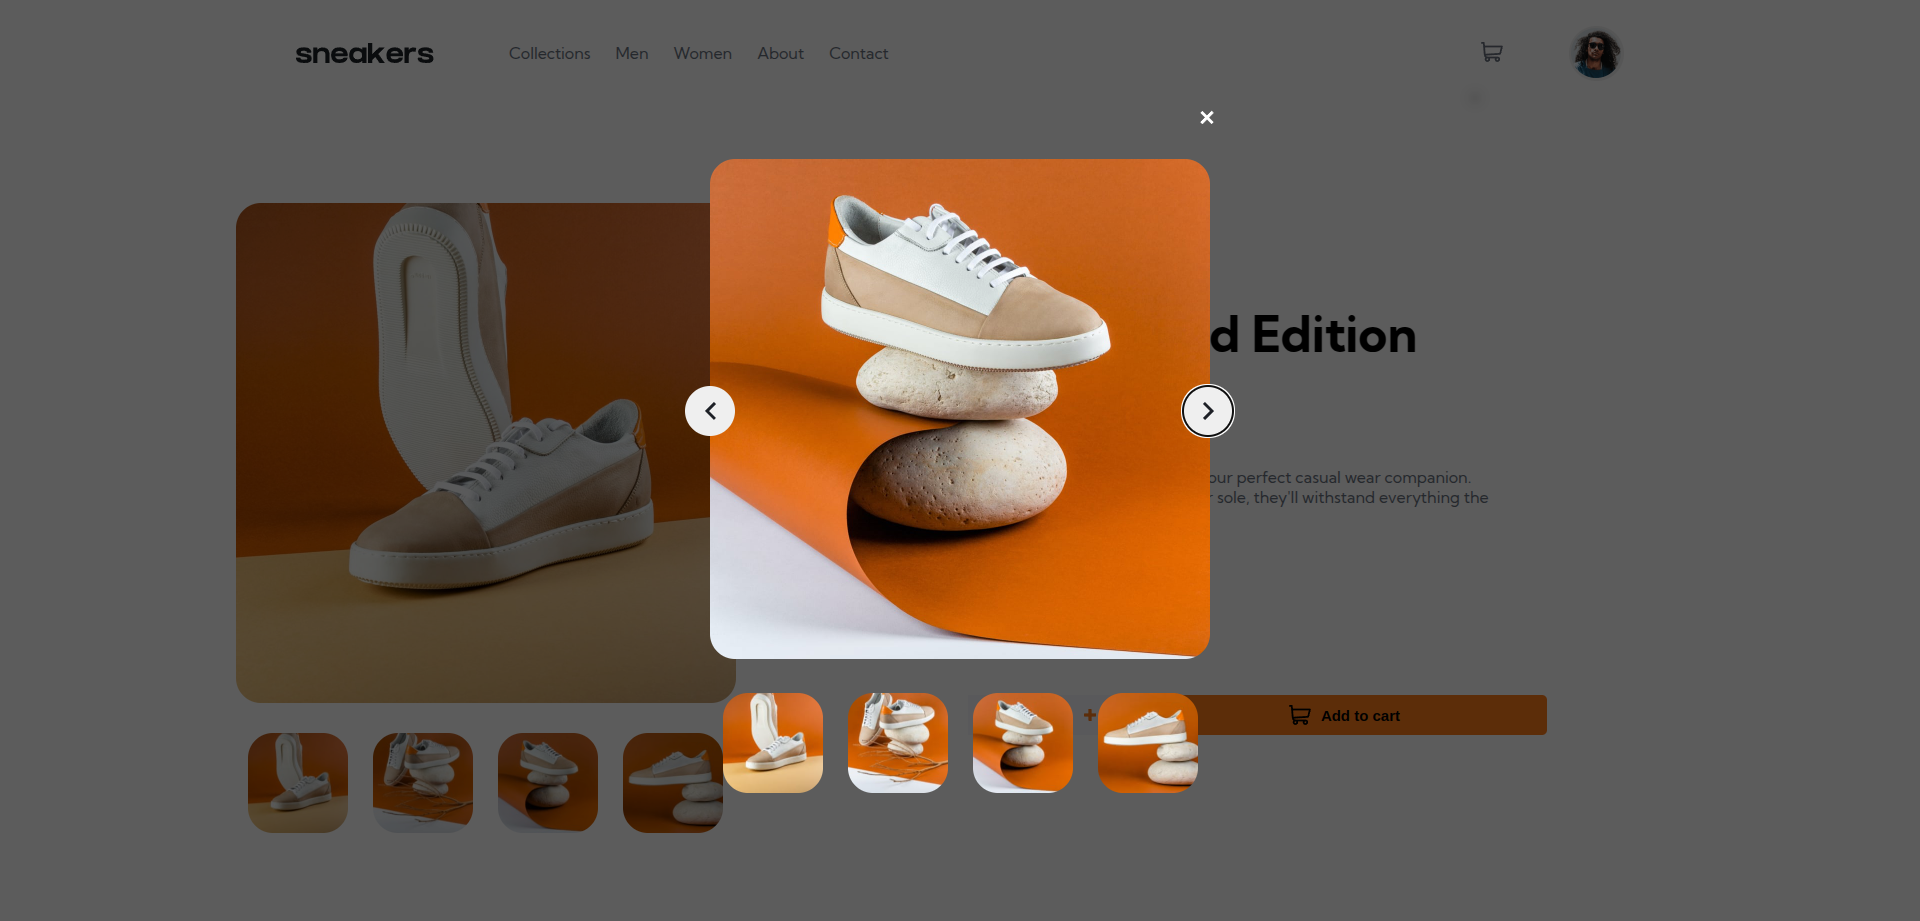 sneakers
Collections Men Women About Contact
d Edition
our perfect casual wear companion.
sole, they'll withstand everything the
+
Add to cart